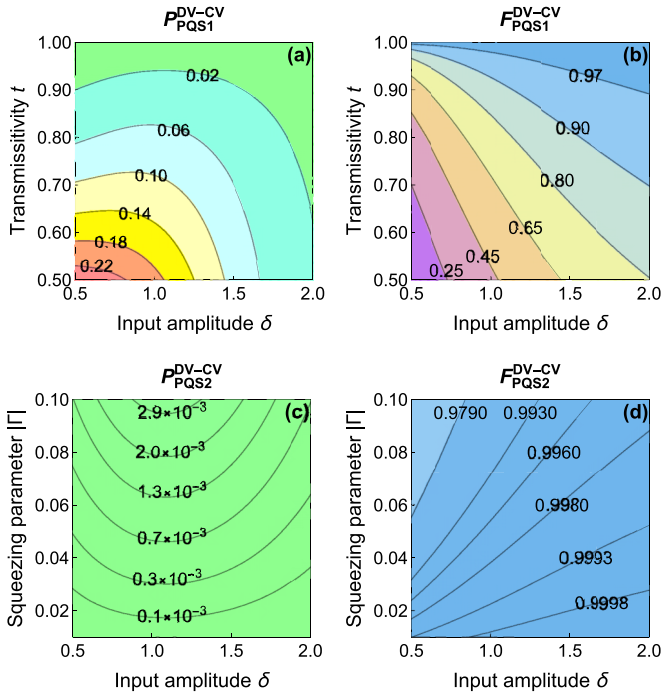 P_PQS1^DV–CV
(a)
Transmissitivity t
1.00
0.90
0.80
0.70
0.60
0.50
0.02
0.06
0.10
0.14
0.18
0.22
0.5 1.0 1.5 2.0
Input amplitude δ
F_PQS1^DV–CV
(b)
Transmissitivity t
1.00
0.90
0.80
0.70
0.60
0.50
0.97
0.90
0.80
0.65
0.45
0.25
0.5 1.0 1.5 2.0
Input amplitude δ
P_PQS2^DV–CV
(c)
Squeezing parameter |Γ|
0.10
0.08
0.06
0.04
0.02
2.9×10⁻³
2.0×10⁻³
1.3×10⁻³
0.7×10⁻³
0.3×10⁻³
0.1×10⁻³
0.5 1.0 1.5 2.0
Input amplitude δ
F_PQS2^DV–CV
(d)
Squeezing parameter |Γ|
0.10
0.08
0.06
0.04
0.02
0.9790 0.9930
0.9960
0.9980
0.9993
0.9998
0.5 1.0 1.5 2.0
Input amplitude δ